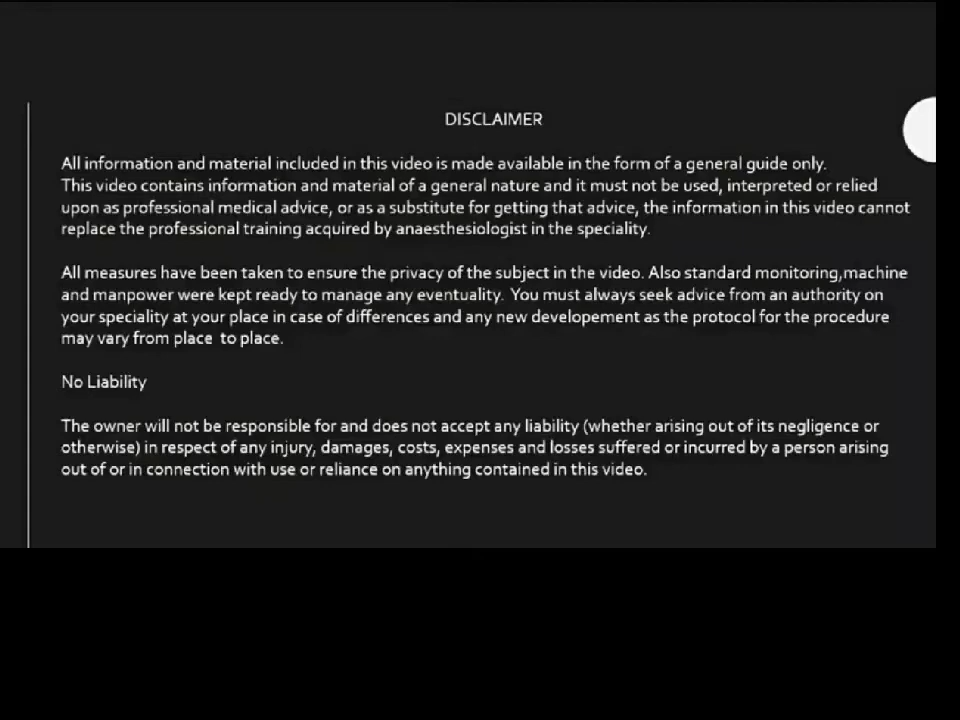 DISCLAIMER
All information and material included in this video is made available in the form of a general guide only.
This video contains information and material of a general nature and it must not be used, interpreted or relied
upon as professional medical advice, or as a substitute for getting that advice, the information in this video cannot
replace the professional training acquired by anaesthesiologist in the speciality.
All measures have been taken to ensure the privacy of the subject in the video. Also standard monitoring,machine
and manpower were kept ready to manage any eventuality. You must always seek advice from an authority on
your speciality at your place in case of differences and any new developement as the protocol for the procedure
may vary from place to place.
No Liability
The owner will not be responsible for and does not accept any liability (whether arising out of its negligence or
otherwise) in respect of any injury, damages, costs, expenses and losses suffered or incurred by a person arising
out of or in connection with use or reliance on anything contained in this video.